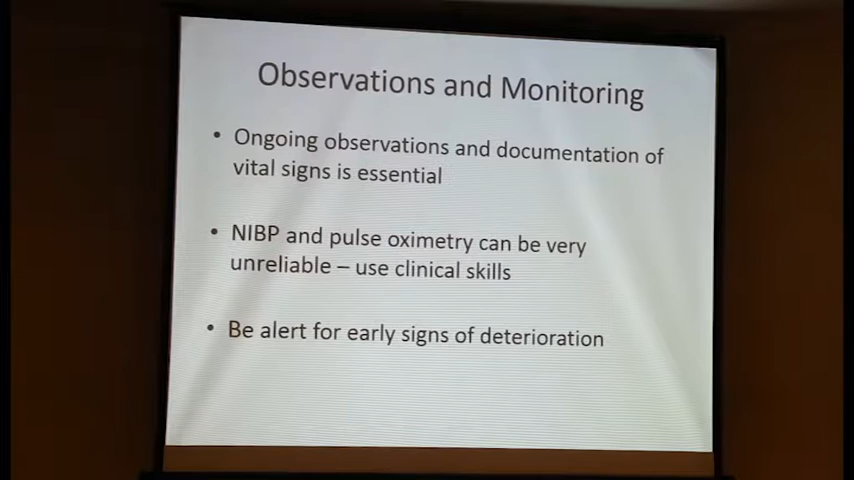 Observations and Monitoring
• Ongoing observations and documentation of
vital signs is essential
• NIBP and pulse oximetry can be very
unreliable – use clinical skills
• Be alert for early signs of deterioration